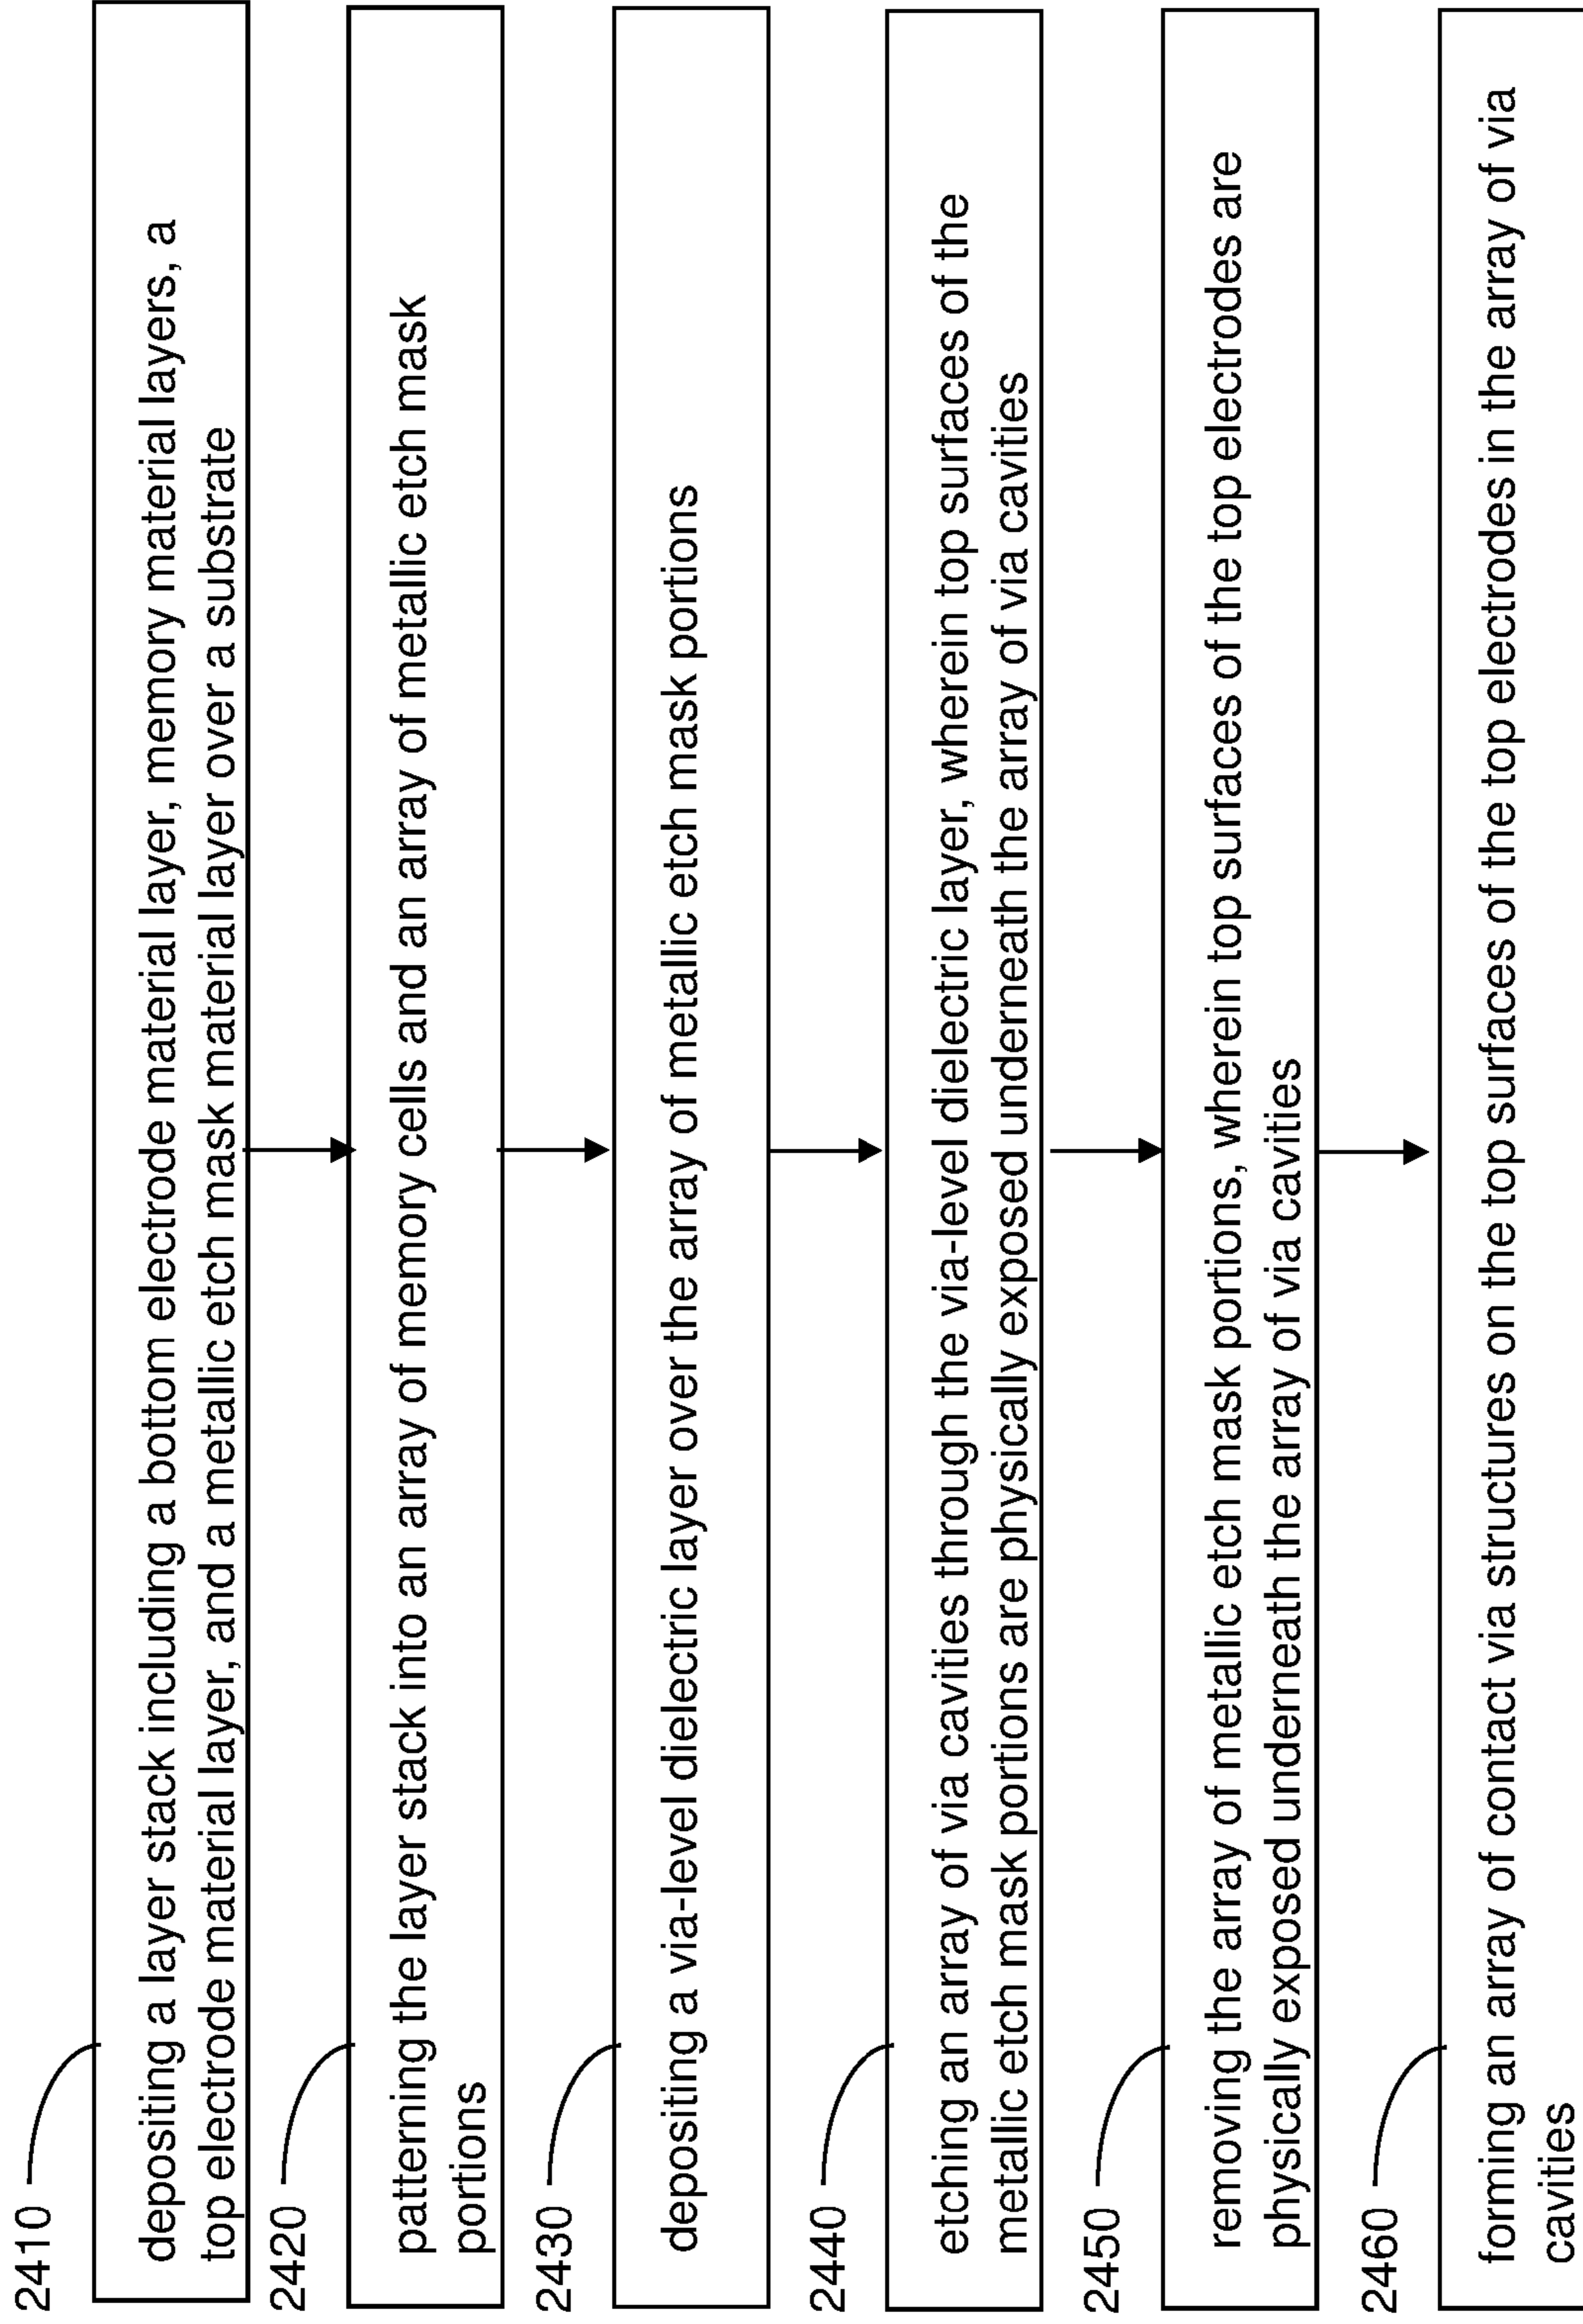 2410
depositing a layer stack including a bottom electrode material layer, memory material layers, a
top electrode material layer, and a metallic etch mask material layer over a substrate
2420
patterning the layer stack into an array of memory cells and an array of metallic etch mask
portions
2430
depositing a via-level dielectric layer over the array of metallic etch mask portions
2440
etching an array of via cavities through the via-level dielectric layer, wherein top surfaces of the
metallic etch mask portions are physically exposed underneath the array of via cavities
2450
removing the array of metallic etch mask portions, wherein top surfaces of the top electrodes are
physically exposed underneath the array of via cavities
2460
forming an array of contact via structures on the top surfaces of the top electrodes in the array of via
cavities